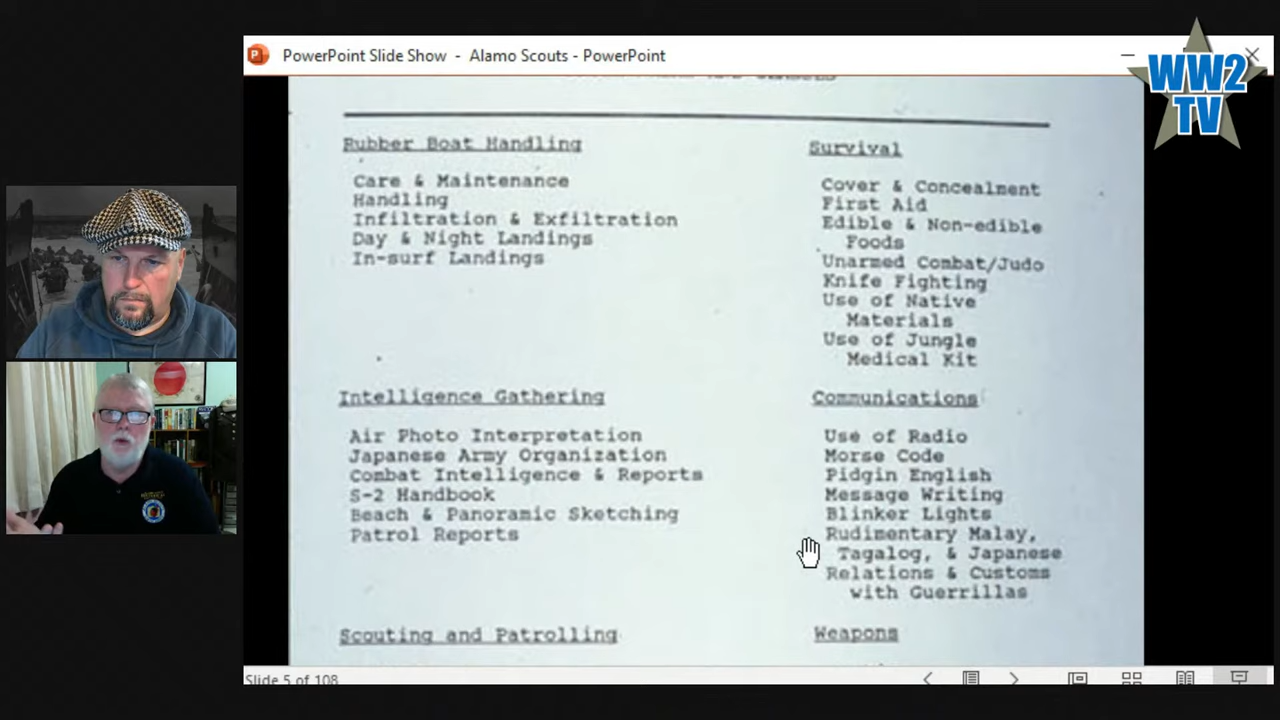 PowerPoint Slide Show - Alamo Scouts - PowerPoint
WW2
TV
Rubber Boat Handling
Care & Maintenance
Handling
Infiltration & Exfiltration
Day & Night Landings
In-surf Landings
Survival
Cover & Concealment
First Aid
Edible & Non-edible
Foods
Unarmed Combat/Judo
Knife Fighting
Use of Native
Materials
Use of Jungle
Medical Kit
Intelligence Gathering
Air Photo Interpretation
Japanese Army Organization
Combat Intelligence & Reports
S-2 Handbook
Beach & Panoramic Sketching
Patrol Reports
Communications
Use of Radio
Morse Code
Pidgin English
Message Writing
Blinker Lights
Rudimentary Malay,
Tagalog, & Japanese
Relations & Customs
with Guerrillas
Scouting and Patrolling
Weapons
Slide 5 of 108